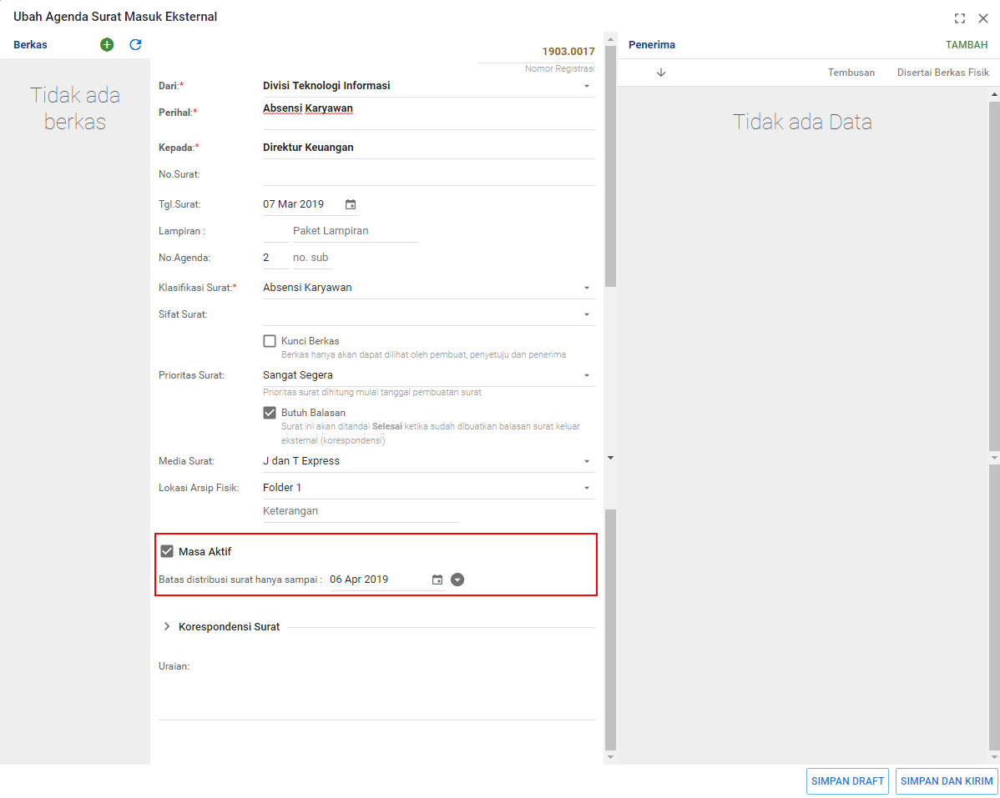 Ubah Agenda Surat Masuk Eksternal
Berkas
Tidak ada
berkas
1903.0017
Nomor Registrasi
Dari:* Divisi Teknologi Informasi
Perihal:* Absensi Karyawan
Kepada:* Direktur Keuangan
No.Surat:
Tgl.Surat: 07 Mar 2019
Lampiran : Paket Lampiran
No.Agenda: 2 no. sub
Klasifikasi Surat:* Absensi Karyawan
Sifat Surat:
Kunci Berkas
Berkas hanya akan dapat dilihat oleh pembuat, penyetuju dan penerima
Prioritas Surat: Sangat Segera
Prioritas surat dihitung mulai tanggal pembuatan surat
Butuh Balasan
Surat ini akan ditandai Selesai ketika sudah dibuatkan balasan surat keluar
eksternal (korespondensi)
Media Surat: J dan T Express
Lokasi Arsip Fisik: Folder 1
Keterangan
Masa Aktif
Batas distribusi surat hanya sampai : 06 Apr 2019
Korespondensi Surat
Uraian:
Penerima TAMBAH
Tembusan Disertai Berkas Fisik
Tidak ada Data
SIMPAN DRAFT SIMPAN DAN KIRIM